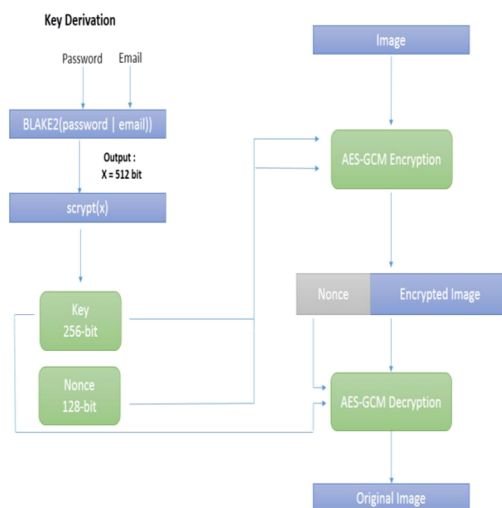 Key Derivation
Password
Email
BLAKE2(password | email))
Output :
X = 512 bit
scrypt(x)
Key
256-bit
Nonce
128-bit
Image
AES-GCM Encryption
Nonce
Encrypted Image
AES-GCM Decryption
Original Image